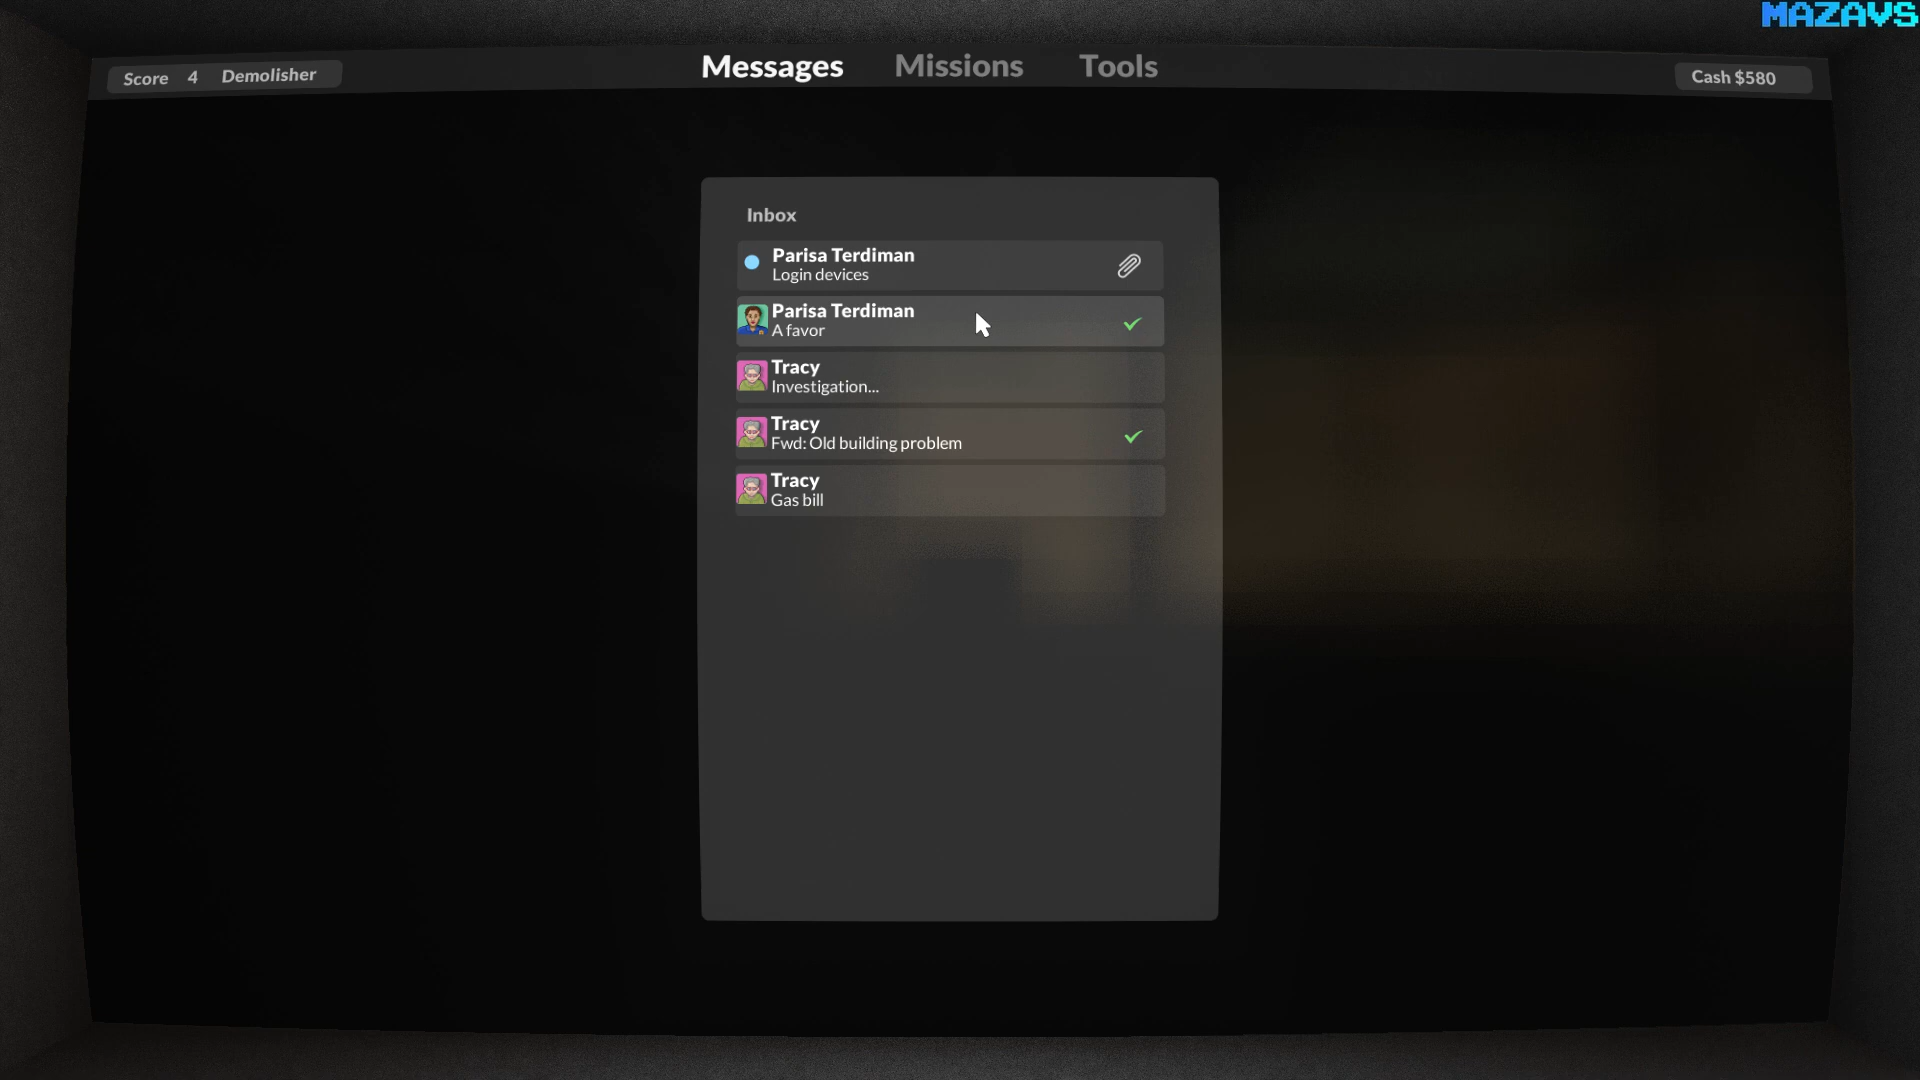 MAZAVS
Score 4 Demolisher
Messages
Missions
Tools
Cash $580
Inbox
Parisa Terdiman
Login devices
Parisa Terdiman
A favor
Tracy
Investigation...
Tracy
Fwd: Old building problem
Tracy
Gas bill